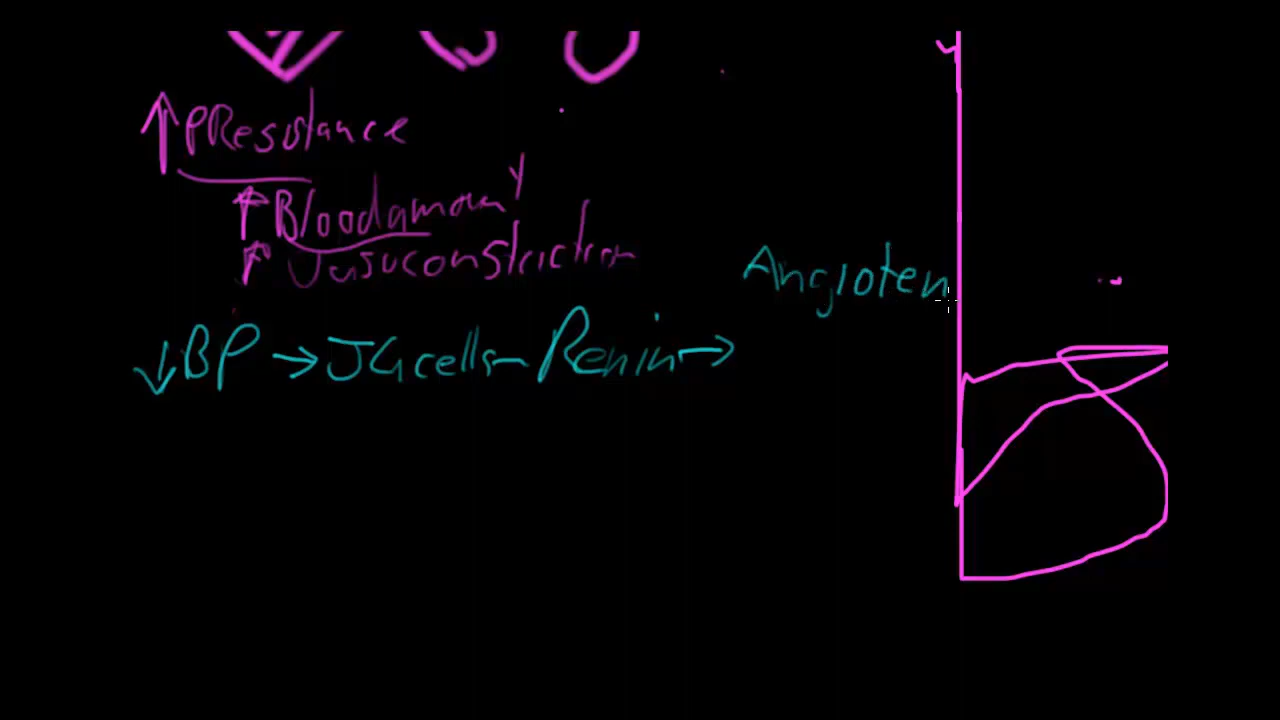 ↑ PResistance
↑ Bloodamount
↑ Vasoconstriction
Angioten
↓BP → JG cells - Renin →